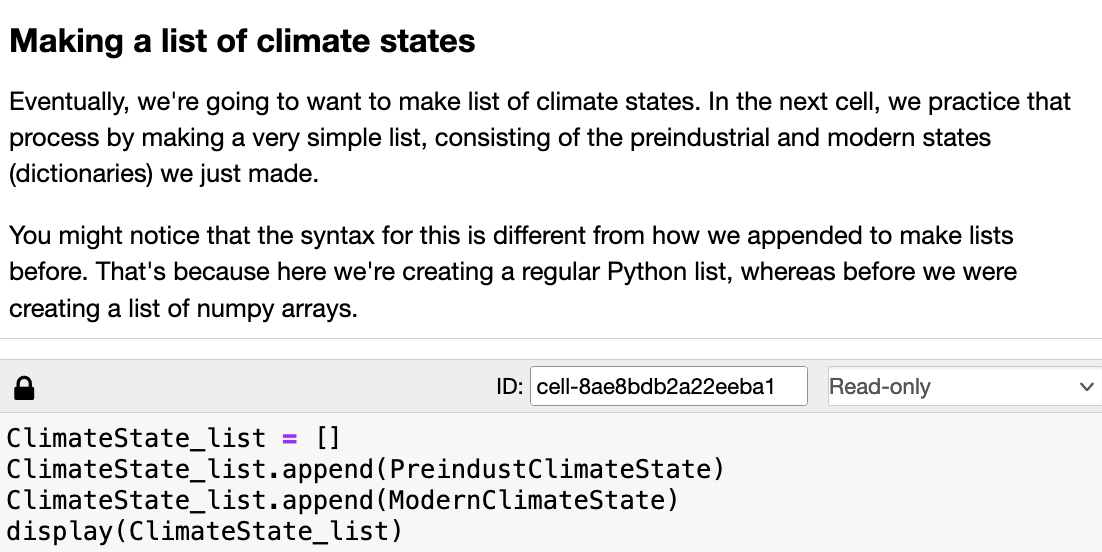 Making a list of climate states
Eventually, we're going to want to make list of climate states. In the next cell, we practice that
process by making a very simple list, consisting of the preindustrial and modern states
(dictionaries) we just made.
You might notice that the syntax for this is different from how we appended to make lists
before. That's because here we're creating a regular Python list, whereas before we were
creating a list of numpy arrays.
ID: cell-8ae8bdb2a22eeba1 Read-only
ClimateState_list = []
ClimateState_list.append(PreindustClimateState)
ClimateState_list.append(ModernClimateState)
display(ClimateState_list)